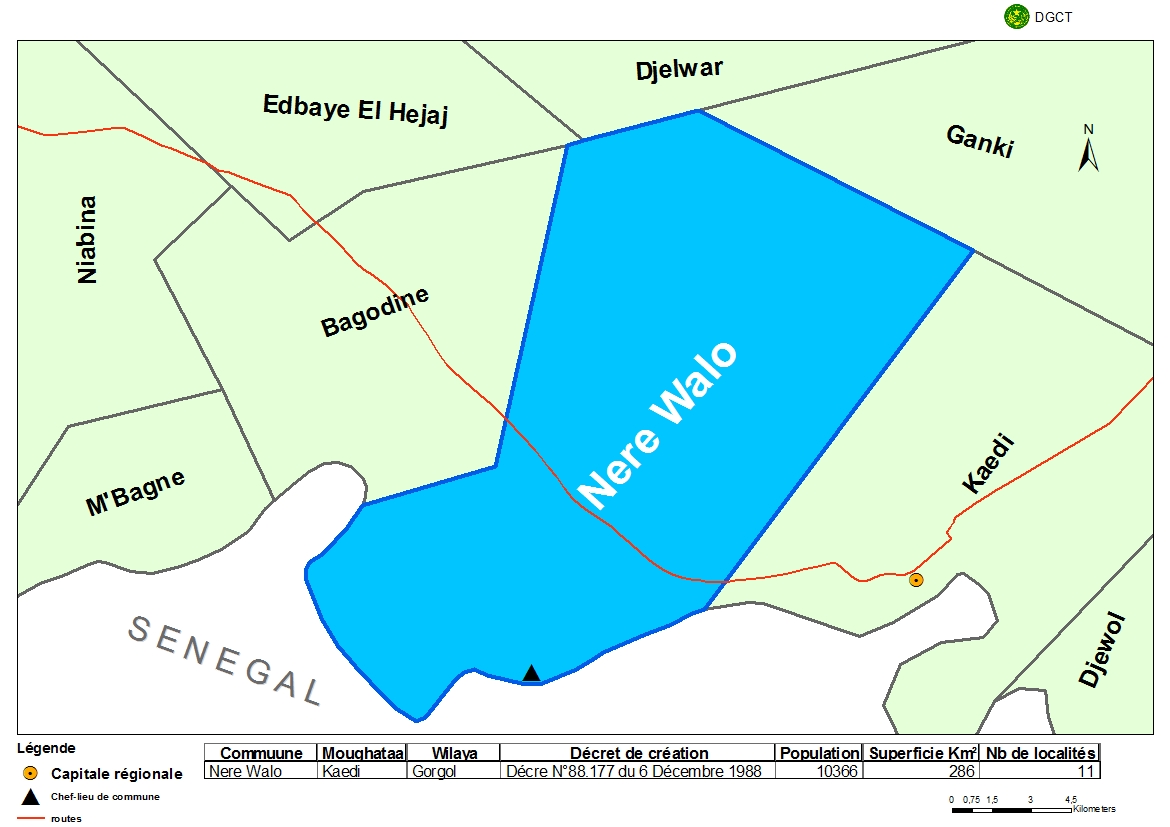 DGCT
Djelwar
Edbaye El Hejaj
Ganki
N
Niabina
Bagodine
Nere Walo
Kaedi
M'Bagne
SENEGAL
Djewol
Légende
Capitale régionale
Chef-lieu de commune
routes
Commuune Moughataa Wilaya Décret de création Population Superficie Km² Nb de localités
Nere Walo Kaedi Gorgol Décre N°88.177 du 6 Décembre 1988 10366 286 11
0 0,75 1,5 3 4,5
Kilometers